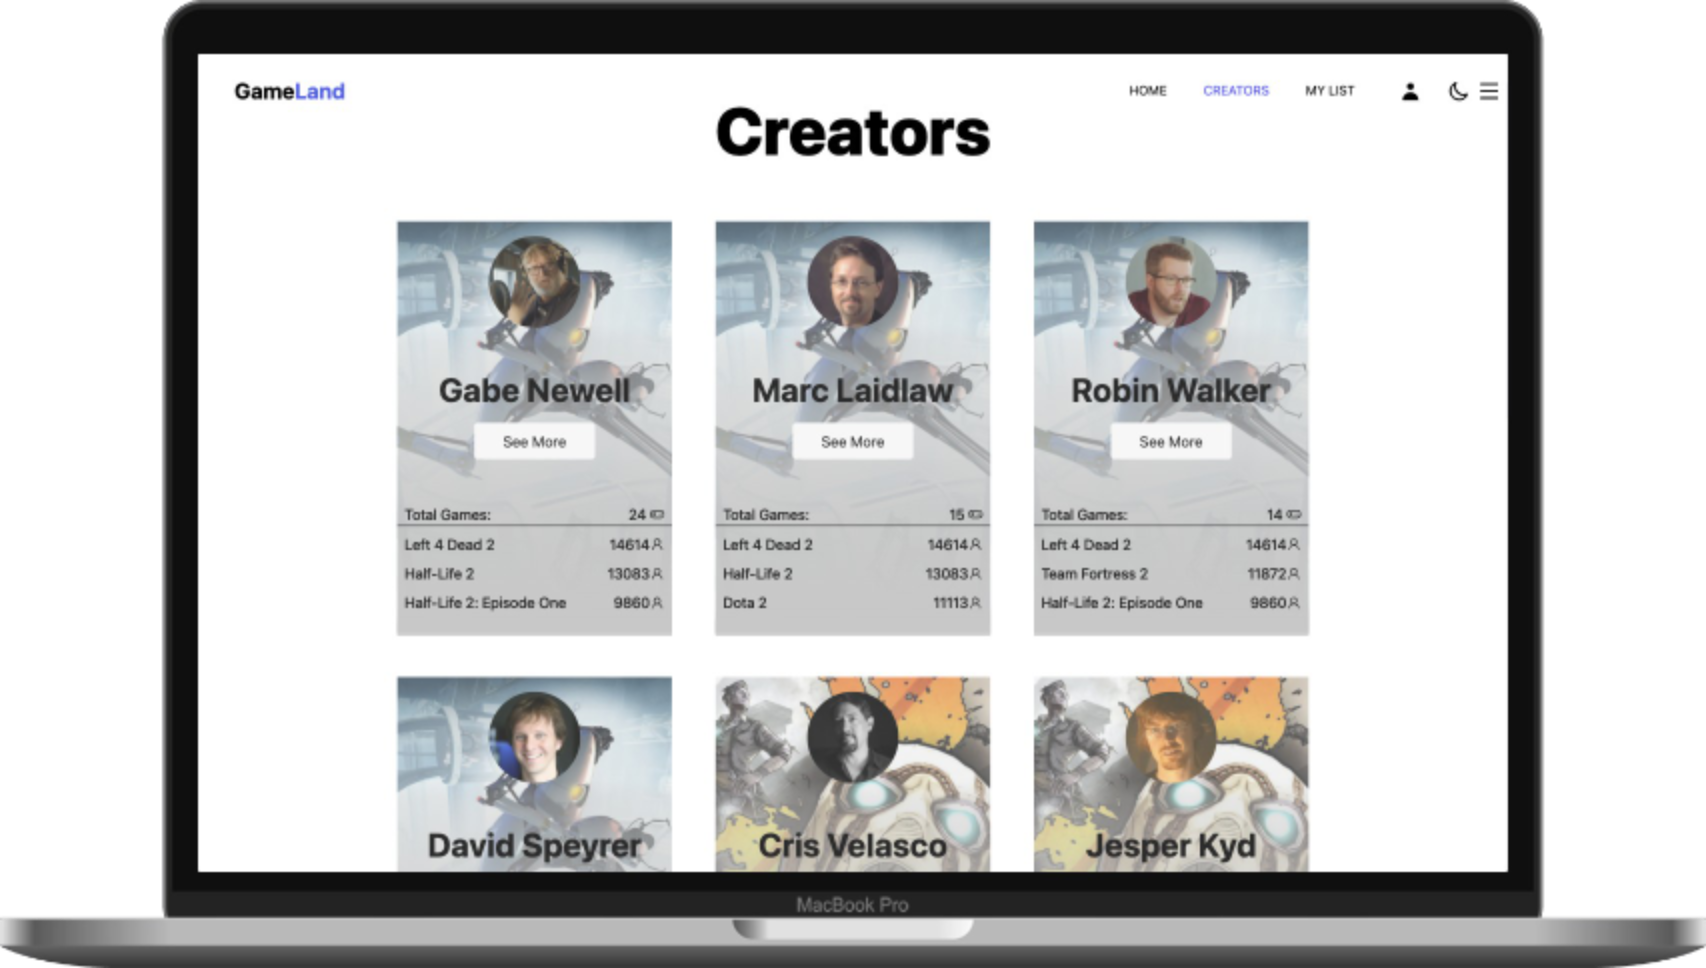 GameLand
HOME CREATORS MY LIST
Creators
Gabe Newell
See More
Total Games: 24
Left 4 Dead 2 14614
Half-Life 2 13083
Half-Life 2: Episode One 9860
Marc Laidlaw
See More
Total Games: 15
Left 4 Dead 2 14614
Half-Life 2 13083
Dota 2 11113
Robin Walker
See More
Total Games: 14
Left 4 Dead 2 14614
Team Fortress 2 11872
Half-Life 2: Episode One 9860
David Speyrer
Cris Velasco
Jesper Kyd
MacBook Pro